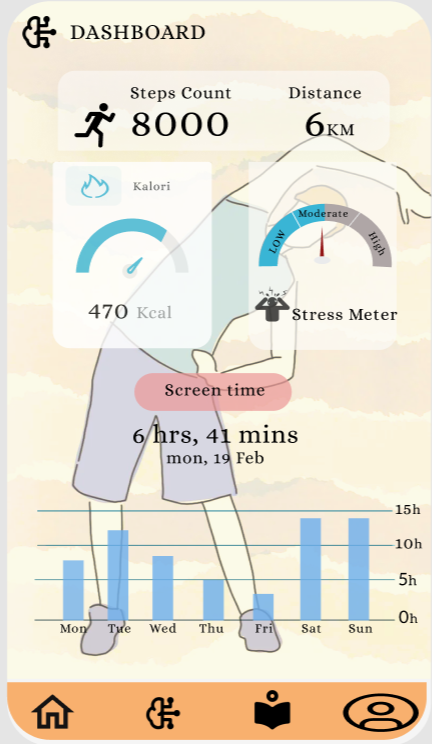 DASHBOARD
Steps Count Distance
8000 6KM
Kalori
LOW Moderate High
470 Kcal
Stress Meter
Screen time
6 hrs, 41 mins
mon, 19 Feb
15h
10h
5h
0h
Mon Tue Wed Thu Fri Sat Sun